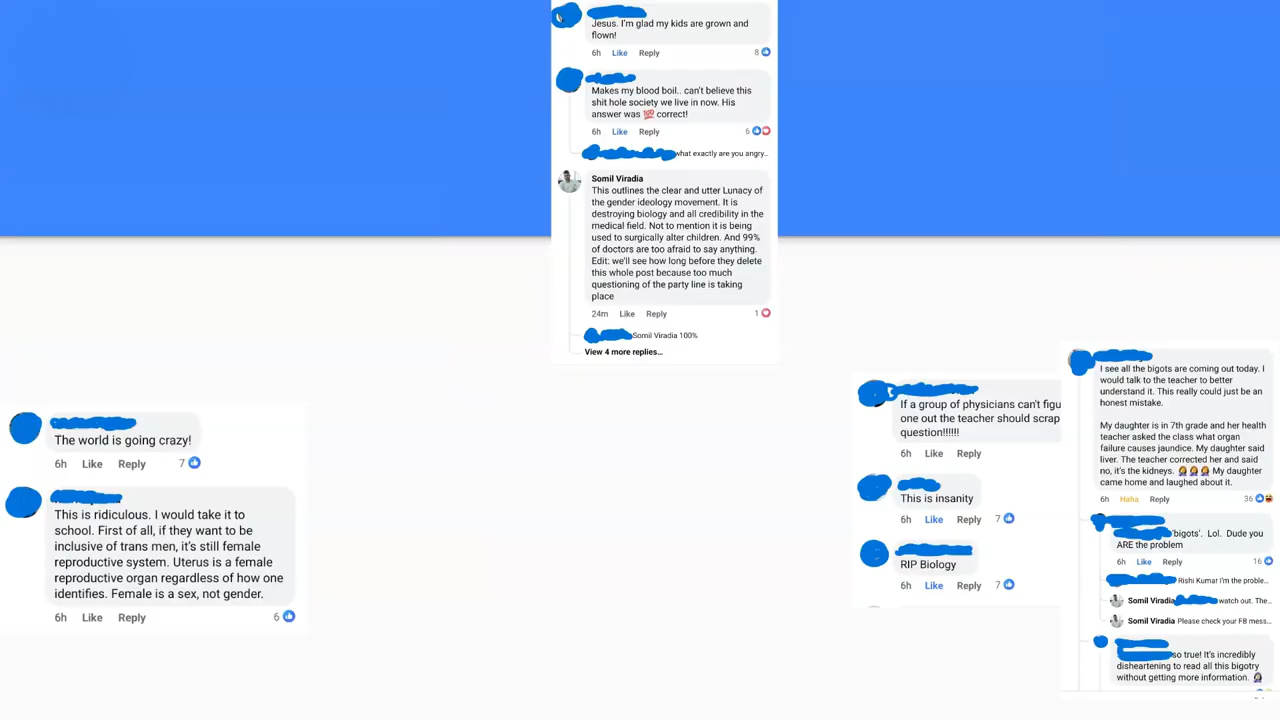 Jesus. I'm glad my kids are grown and
flown!
6h Like Reply 8
Makes my blood boil.. can't believe this
shit hole society we live in now. His
answer was 💯 correct!
6h Like Reply 6
what exactly are you angry...
Somil Viradia
This outlines the clear and utter Lunacy of
the gender ideology movement. It is
destroying biology and all credibility in the
medical field. Not to mention it is being
used to surgically alter children. And 99%
of doctors are too afraid to say anything.
Edit: we'll see how long before they delete
this whole post because too much
questioning of the party line is taking
place
24m Like Reply 1
Somil Viradia 100%
View 4 more replies...
The world is going crazy!
6h Like Reply 7
This is ridiculous. I would take it to
school. First of all, if they want to be
inclusive of trans men, it's still female
reproductive system. Uterus is a female
reproductive organ regardless of how one
identifies. Female is a sex, not gender.
6h Like Reply 6
If a group of physicians can't figu
one out the teacher should scrap
question!!!!!!
6h Like Reply
This is insanity
6h Like Reply 7
RIP Biology
6h Like Reply 7
I see all the bigots are coming out today. I
would talk to the teacher to better
understand it. This really could just be an
honest mistake.
My daughter is in 7th grade and her health
teacher asked the class what organ
failure causes jaundice. My daughter said
liver. The teacher corrected her and said
no, it's the kidneys. 🤦‍♀️🤦‍♀️🤦‍♀️ My daughter
came home and laughed about it.
6h Haha Reply 36
'bigots'. Lol. Dude you
ARE the problem
6h Like Reply 16
Rishi Kumar I'm the proble...
Somil Viradia watch out. The...
Somil Viradia Please check your FB mess...
so true! It's incredibly
disheartening to read all this bigotry
without getting more information.